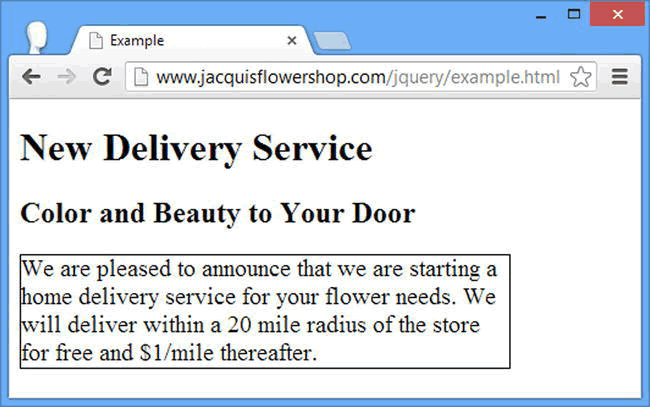 Example
www.jacquisflowershop.com/jquery/example.html
New Delivery Service
Color and Beauty to Your Door
We are pleased to announce that we are starting a
home delivery service for your flower needs. We
will deliver within a 20 mile radius of the store
for free and $1/mile thereafter.